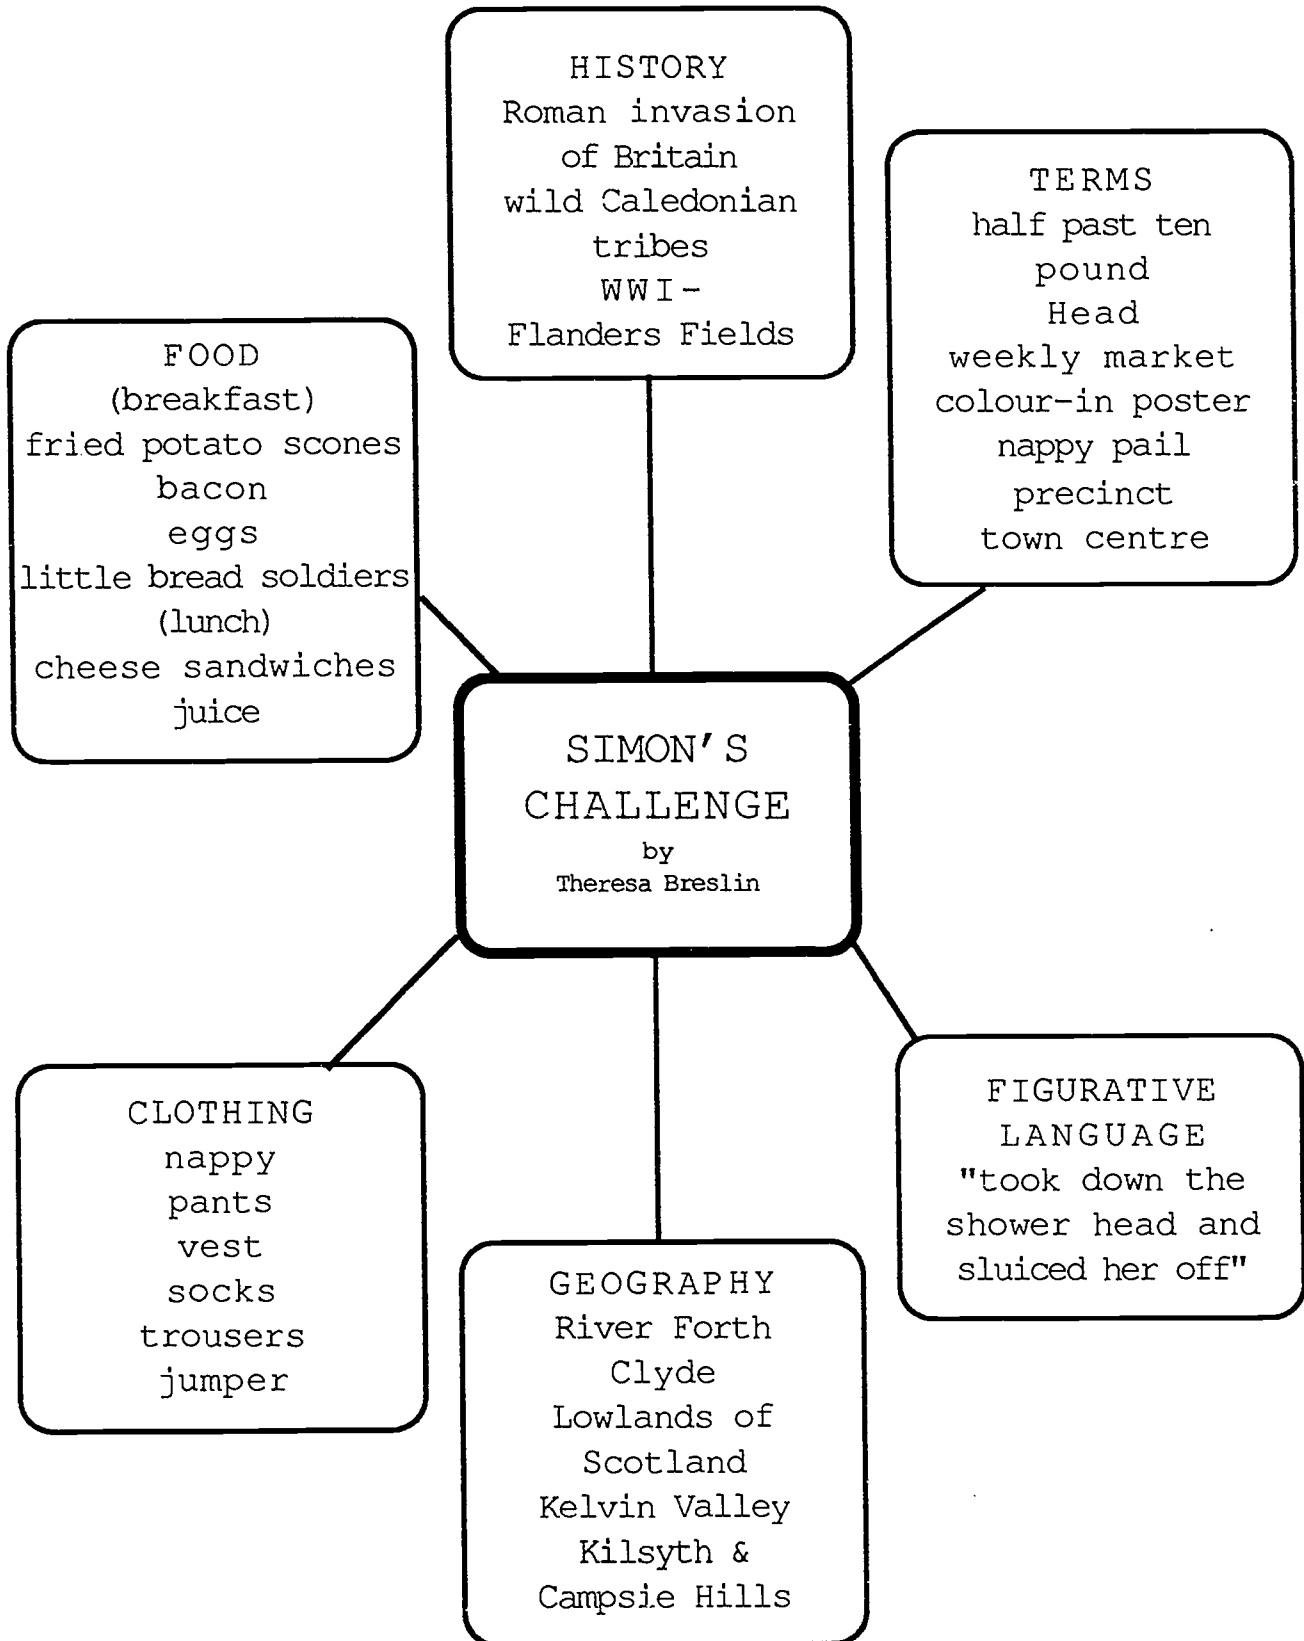 HISTORY
Roman invasion
of Britain
wild Caledonian
tribes
WWI-
Flanders Fields
TERMS
half past ten
pound
Head
weekly market
colour-in poster
nappy pail
precinct
town centre
FOOD
(breakfast)
fried potato scones
bacon
eggs
little bread soldiers
(lunch)
cheese sandwiches
juice
SIMON'S
CHALLENGE
by
Theresa Breslin
CLOTHING
nappy
pants
vest
socks
trousers
jumper
GEOGRAPHY
River Forth
Clyde
Lowlands of
Scotland
Kelvin Valley
Kilsyth &
Campsie Hills
FIGURATIVE
LANGUAGE
"took down the
shower head and
sluiced her off"